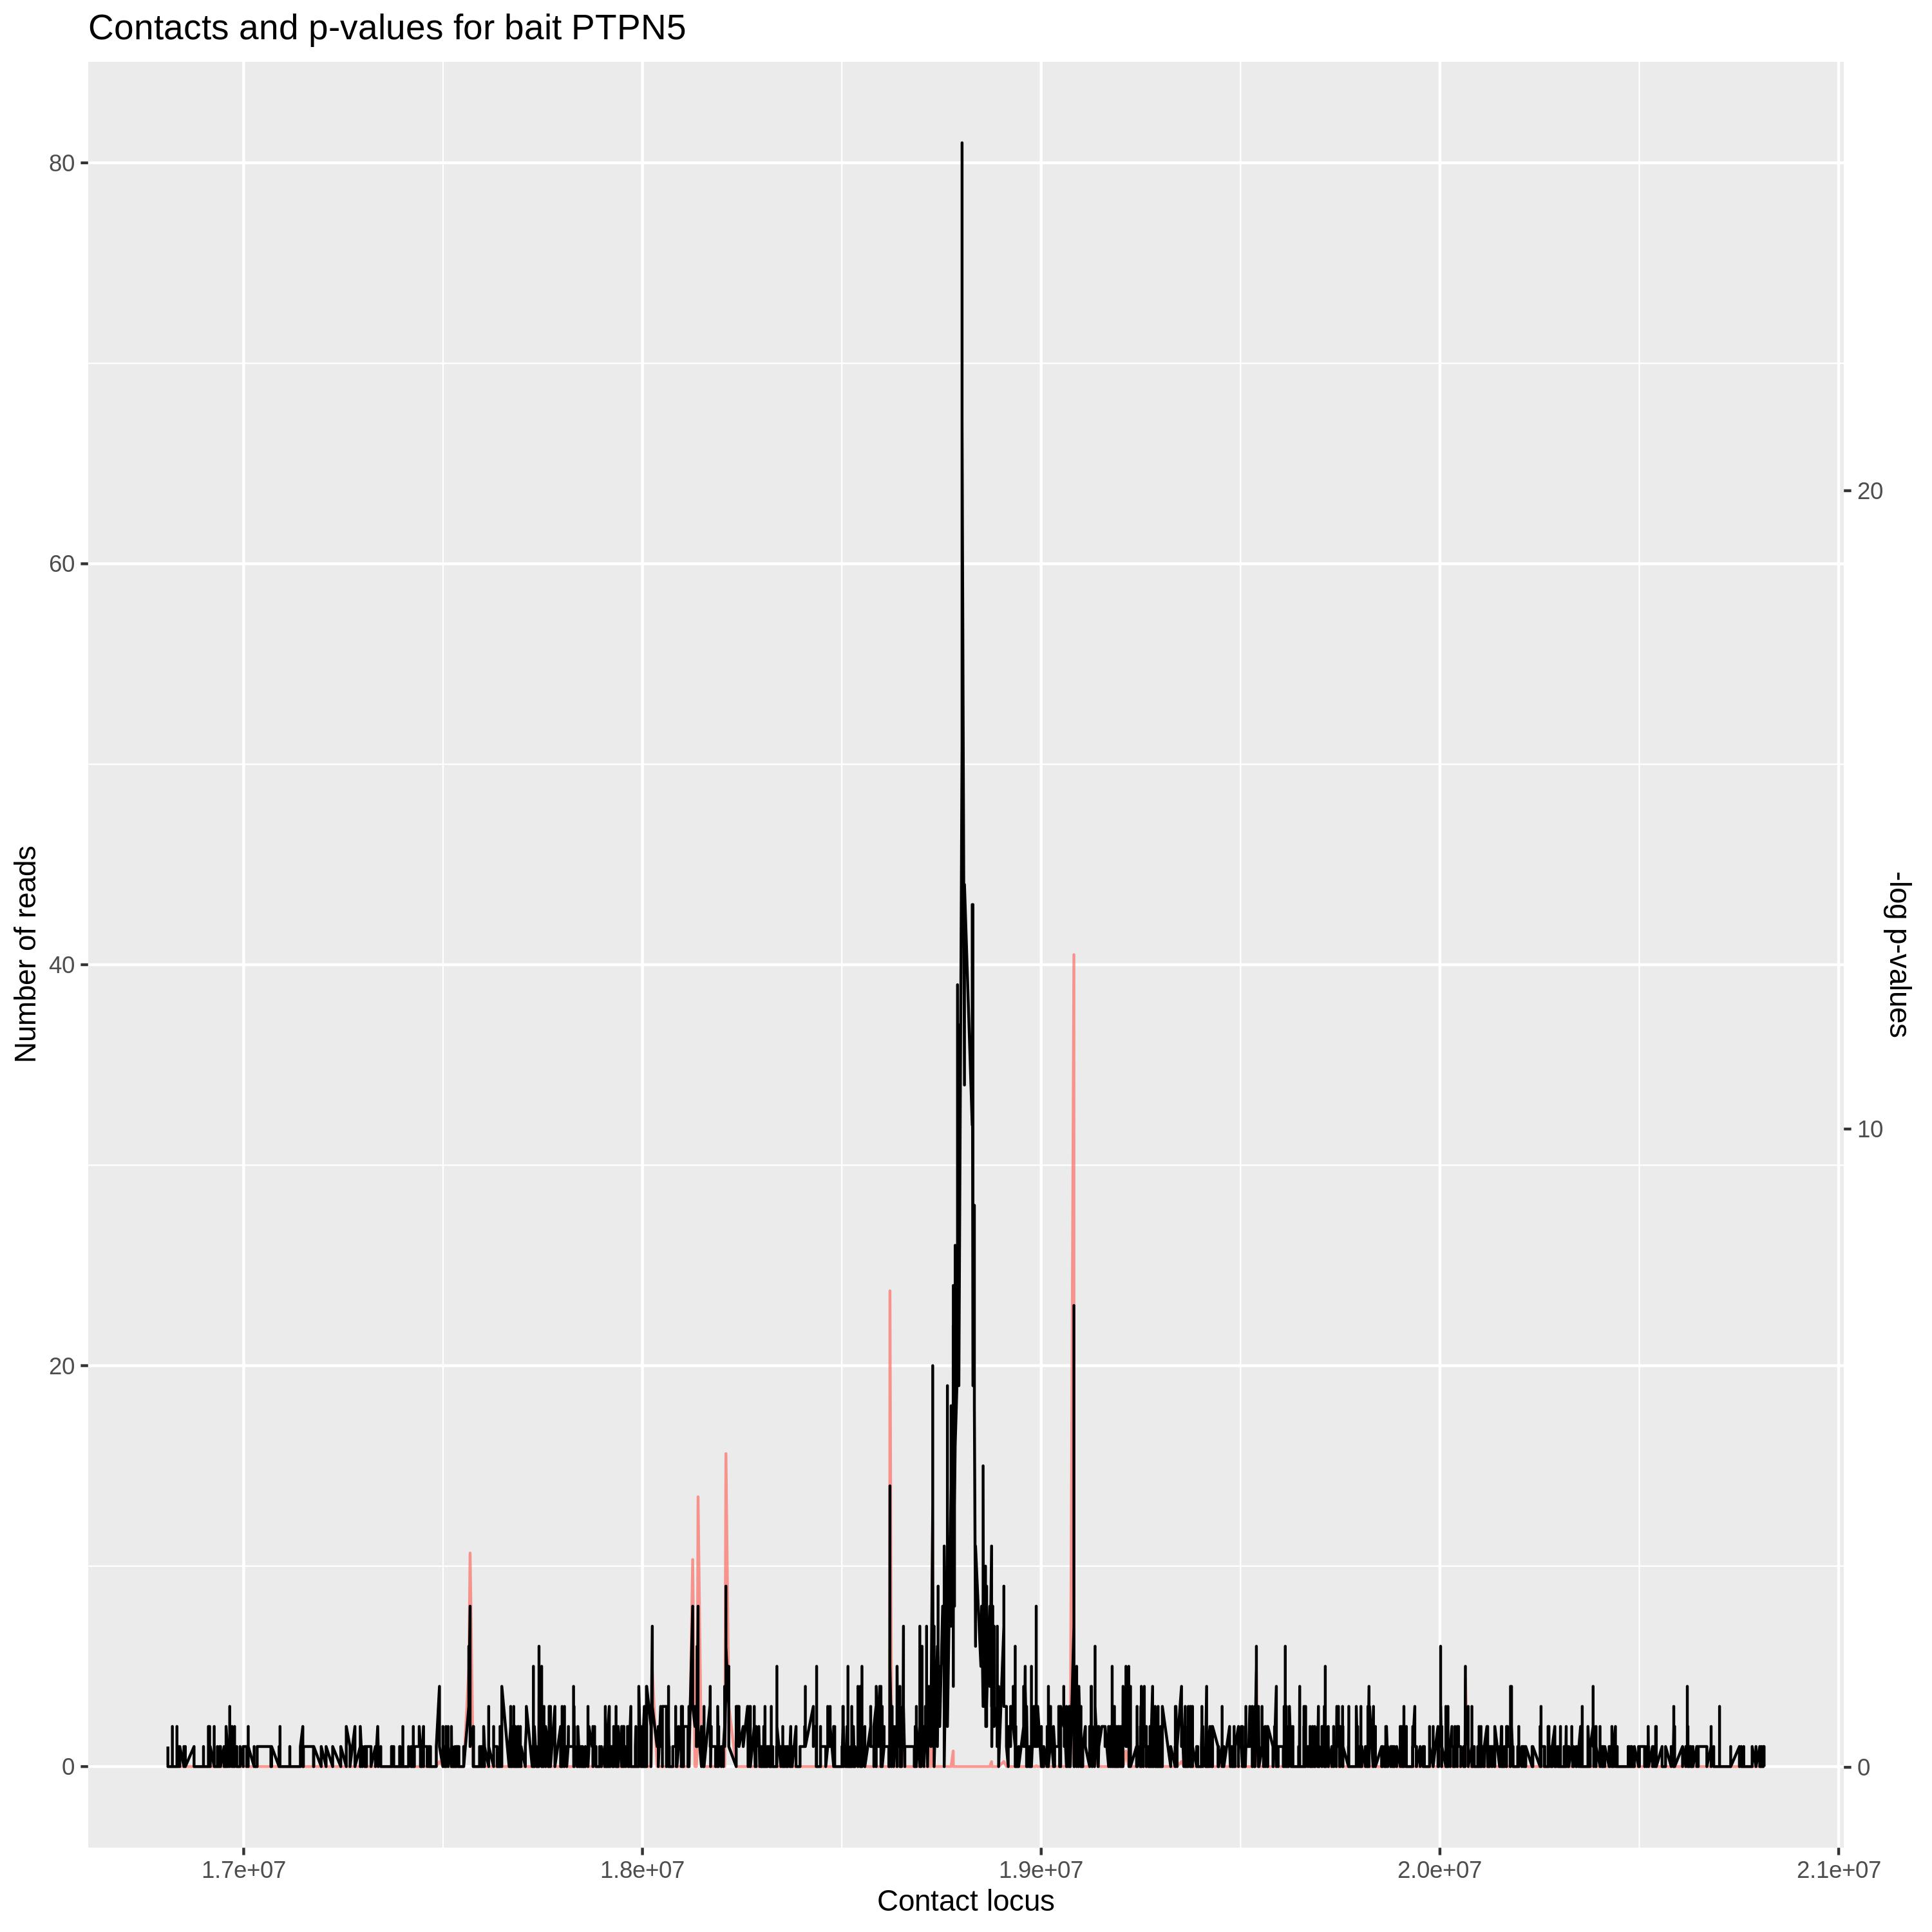 Contacts and p-values for bait PTPN5
80
60
40
20
0
Number of reads
20
10
0
-log p-values
1.7e+07 1.8e+07 1.9e+07 2.0e+07 2.1e+07
Contact locus